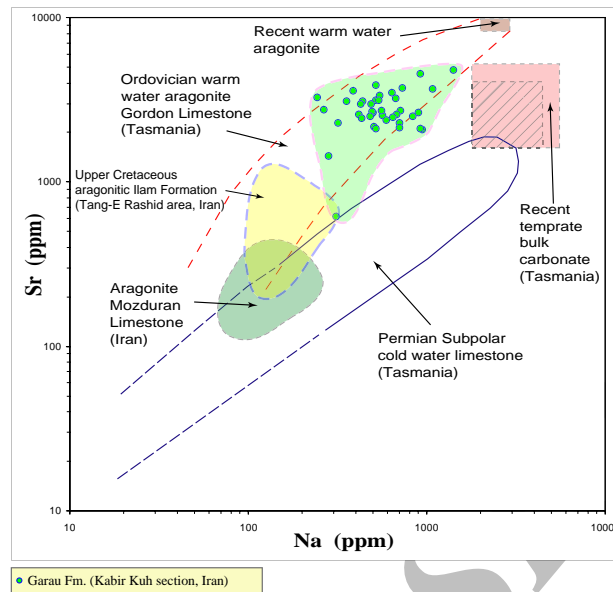 10000
1000
100
10
Sr (ppm)
10
100
1000
10000
Na (ppm)
Recent warm water
aragonite
Ordovician warm
water aragonite
Gordon Limestone
(Tasmania)
Upper Cretaceous
aragonitic Ilam Formation
(Tang-E Rashid area, Iran)
Aragonite
Mozduran
Limestone
(Iran)
Recent
temprate
bulk
carbonate
(Tasmania)
Permian Subpolar
cold water limestone
(Tasmania)
Garau Fm. (Kabir Kuh section, Iran)